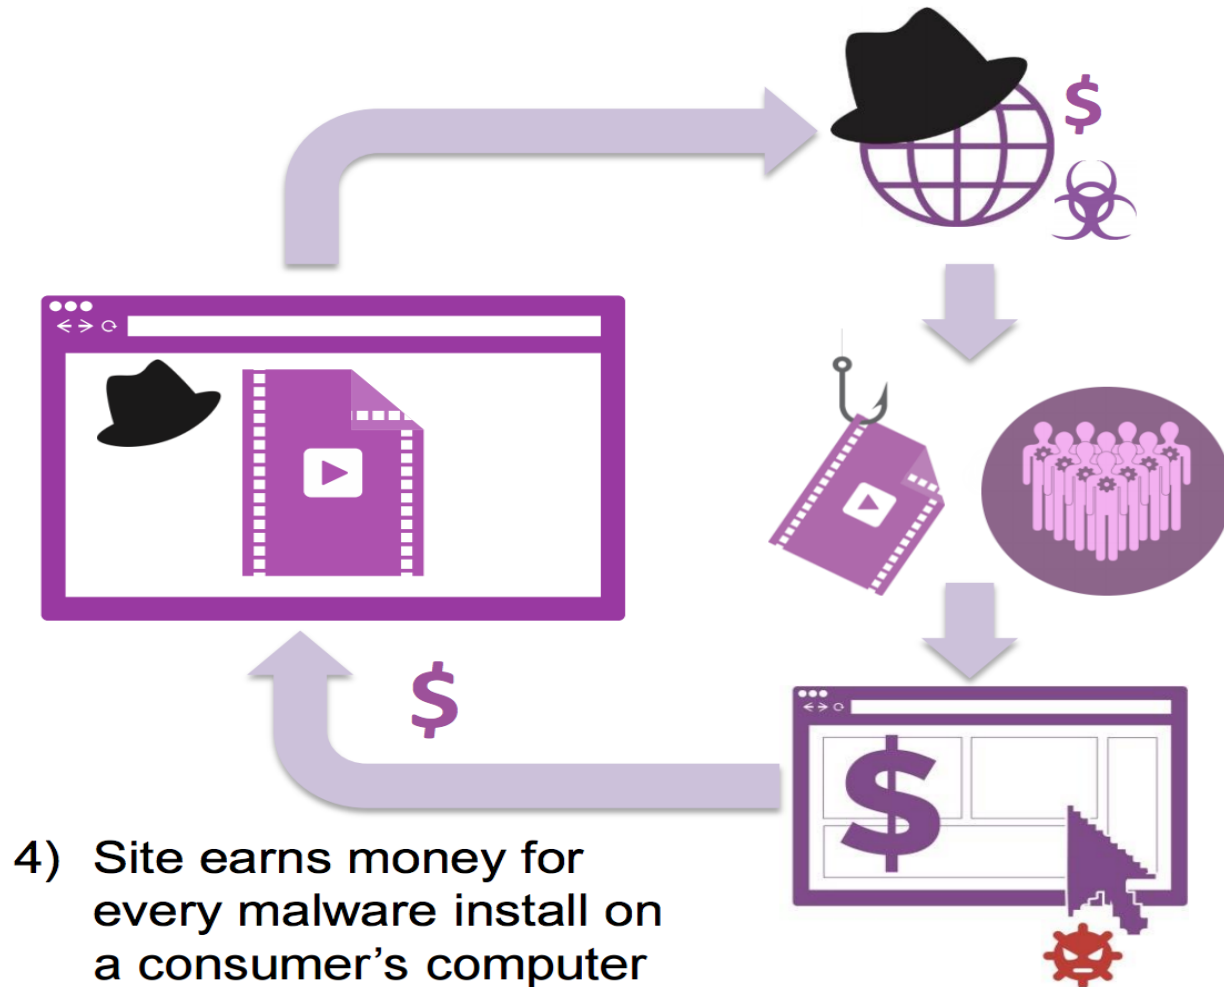 $
$
$
4) Site earns money for
every malware install on
a consumer's computer